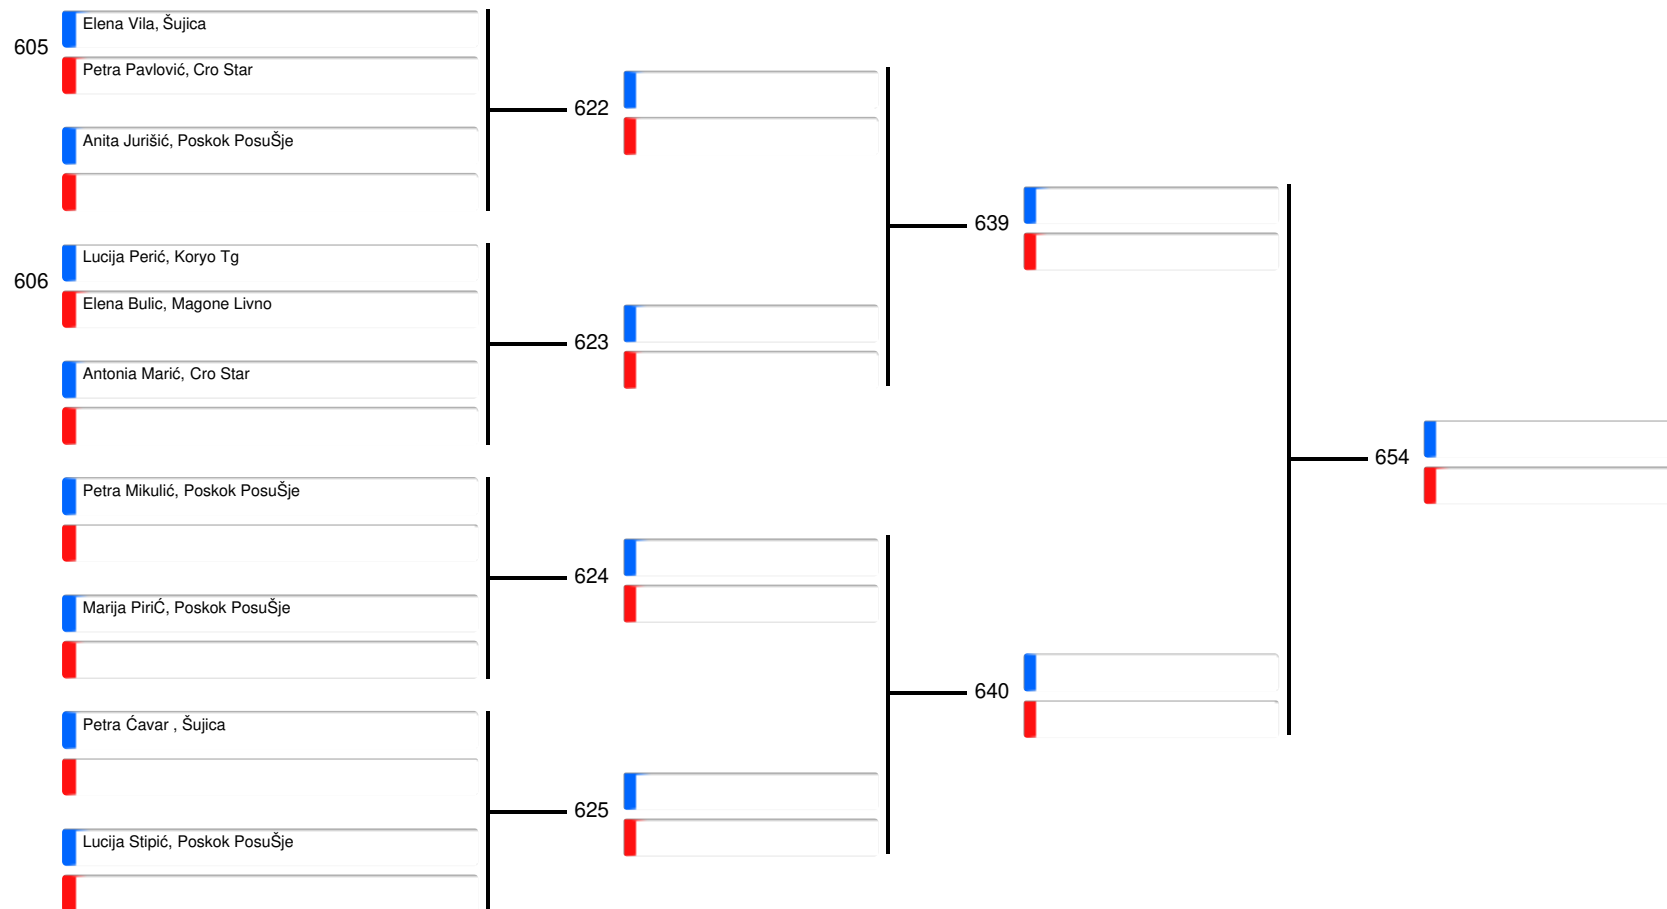 Elena Vila, Šujica
605
Petra Pavlović, Cro Star
622
Anita Jurišić, Poskok PosuŠje
639
Lucija Perić, Koryo Tg
606
Elena Bulic, Magone Livno
623
Antonia Marić, Cro Star
654
Petra Mikulić, Poskok PosuŠje
624
Marija PiriĆ, Poskok PosuŠje
640
Petra Ćavar , Šujica
625
Lucija Stipić, Poskok PosuŠje